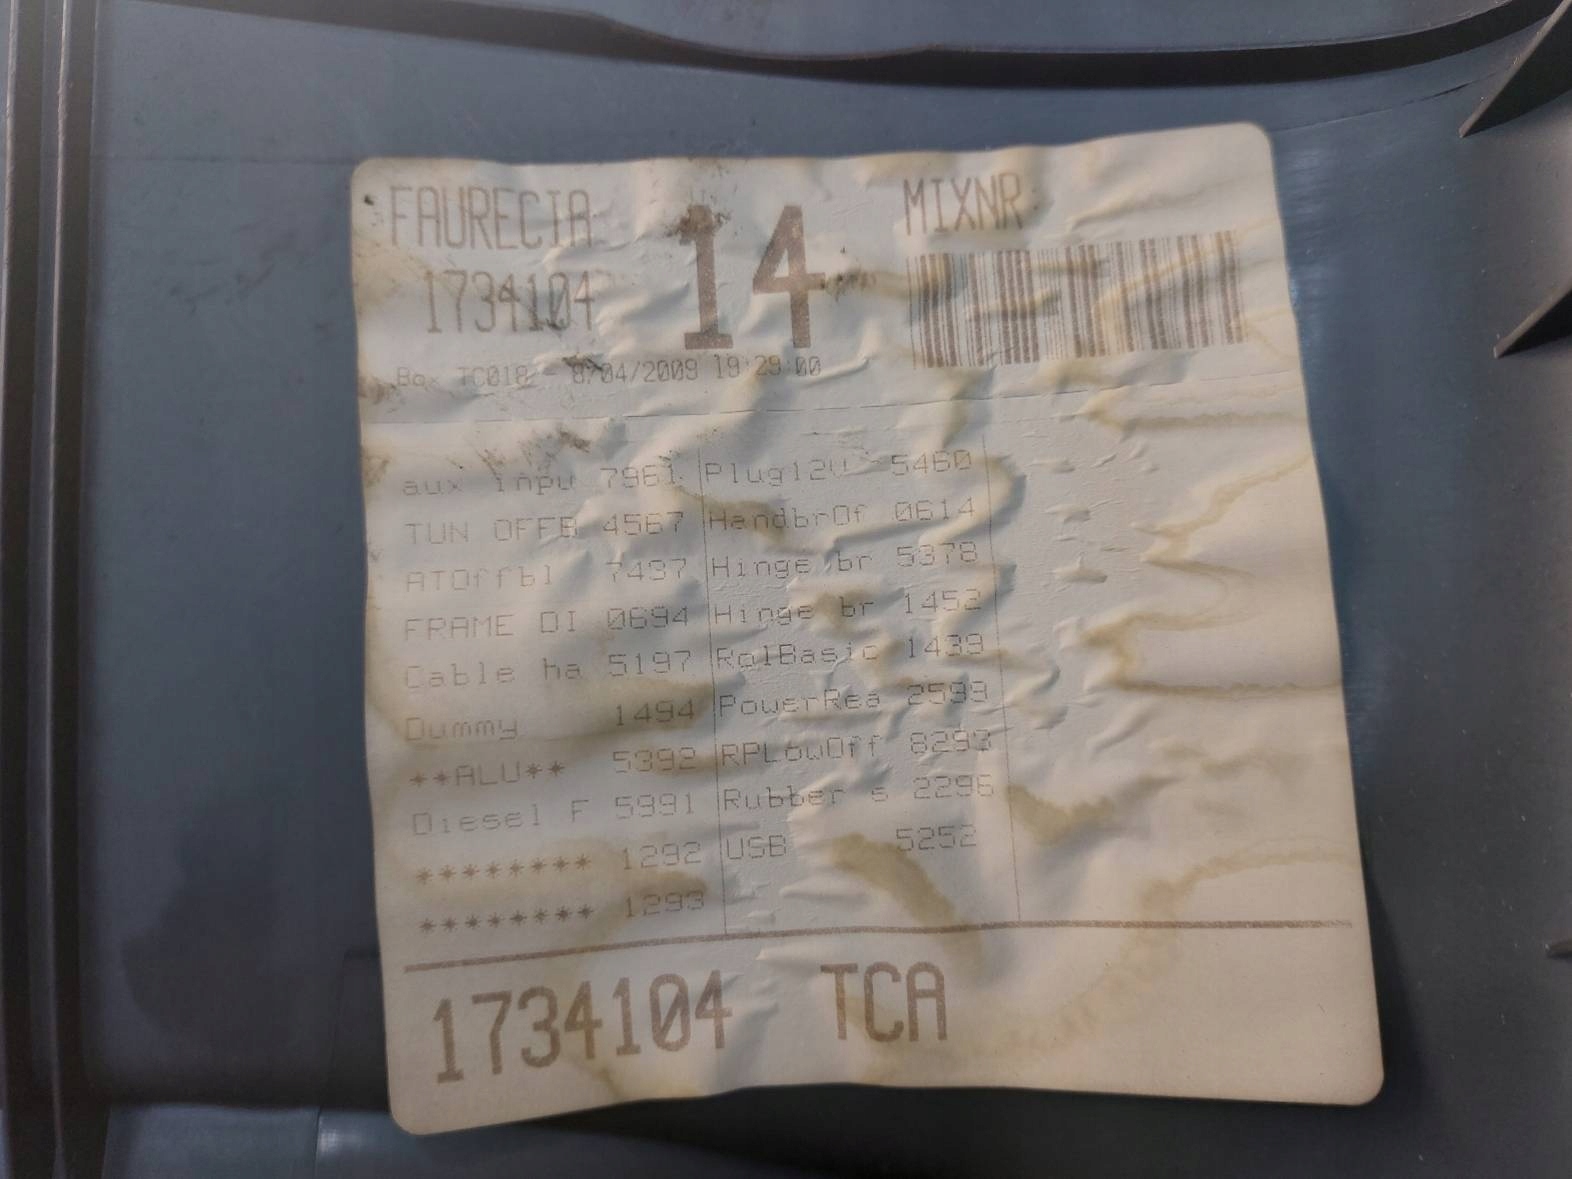 FAURECIA
14
MIXNR
1734104
Box TC018 - 8/04/2009 19:29:00
aux inpu 7961
TUN OFFB 4567
ATOffbl 7437
FRAME DI 0694
Cable ha 5197
Dummy 1494
**ALU** 5392
Diesel F 5991
******** 1292
******** 1293
Plug12V 5460
HandbrOf 0614
Hinge br 5378
Hinge br 1452
RolBasic 1439
PowerRea 2599
RPL6wOff 8293
Rubber s 2296
USB 5252
1734104 TCA